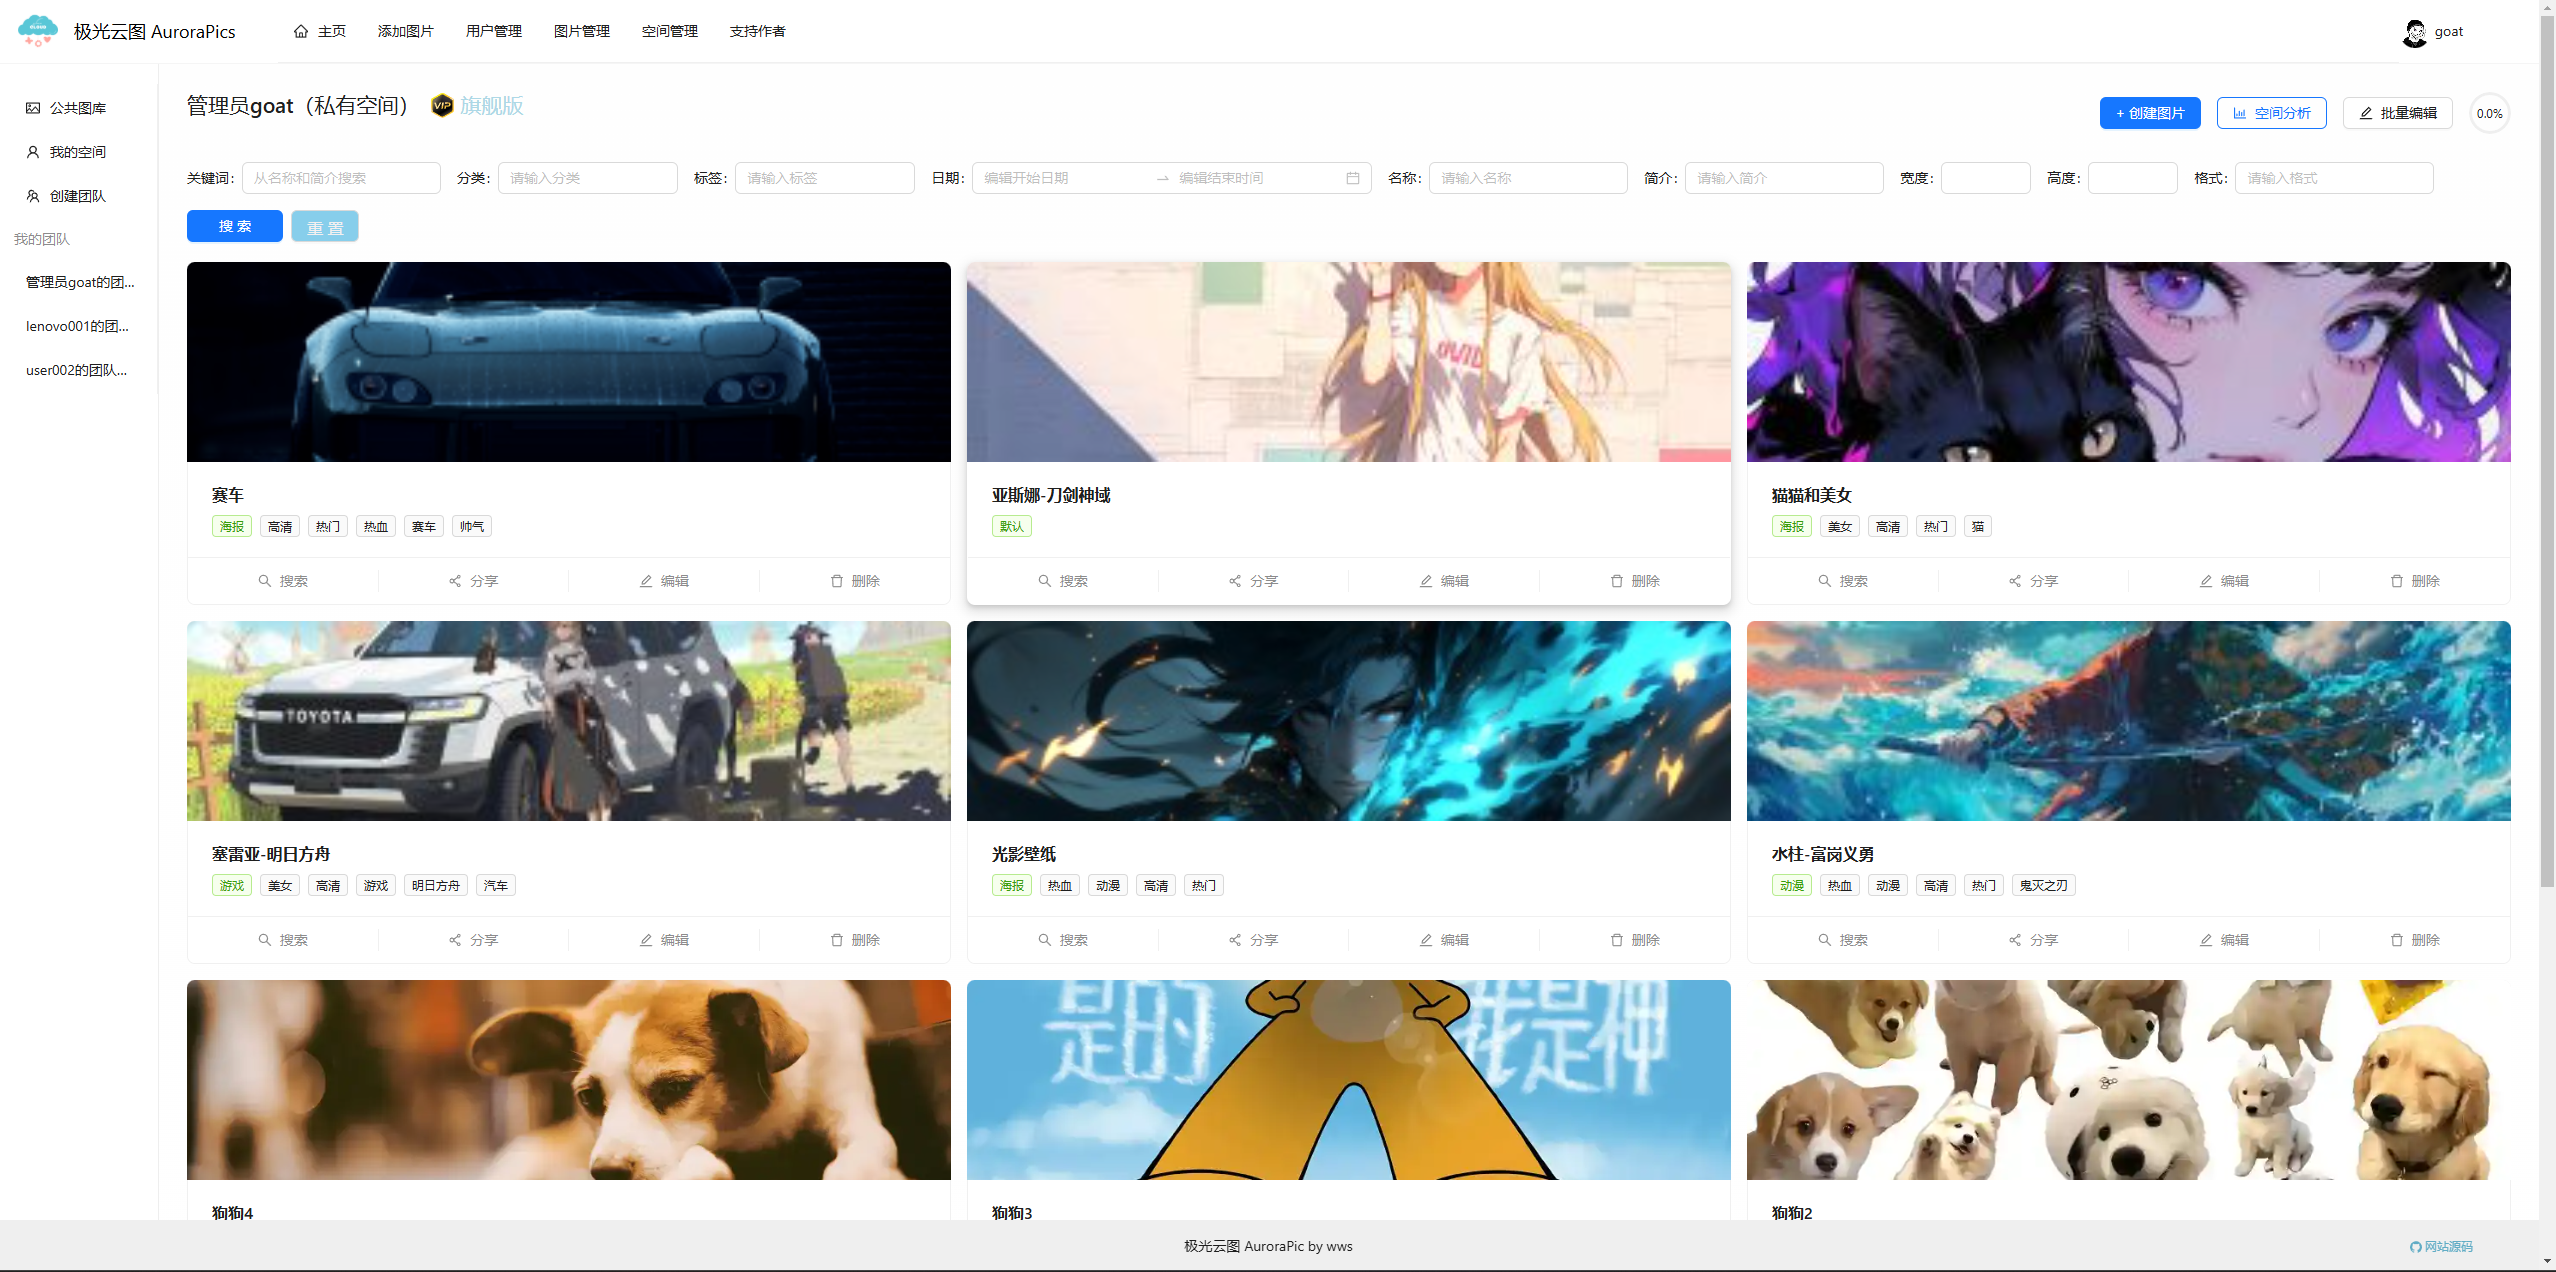 极光云图 AuroraPics 主页 添加图片 用户管理 图片管理 空间管理 支持作者 goat
公共图库
我的空间
创建团队
我的团队
管理员goat的团...
lenovo001的团...
user002的团队...
管理员goat（私有空间） VIP 旗舰版
+ 创建图片 空间分析 批量编辑 0.0%
关键词: 从名称和简介搜索 分类: 请输入分类 标签: 请输入标签 日期: 编辑开始日期 → 编辑结束时间 名称: 请输入名称 简介: 请输入简介 宽度: 高度: 格式: 请输入格式
搜 索 重 置
赛车
海报 高清 热门 热血 赛车 帅气
搜索 分享 编辑 删除
亚斯娜-刀剑神域
默认
搜索 分享 编辑 删除
猫猫和美女
海报 美女 高清 热门 猫
搜索 分享 编辑 删除
TOYOTA
塞雷亚-明日方舟
游戏 美女 高清 游戏 明日方舟 汽车
搜索 分享 编辑 删除
光影壁纸
海报 热血 动漫 高清 热门
搜索 分享 编辑 删除
水柱-富岗义勇
动漫 热血 动漫 高清 热门 鬼灭之刃
搜索 分享 编辑 删除
狗狗4
是的 我是神
狗狗3
狗狗2
极光云图 AuroraPic by wws
网站源码